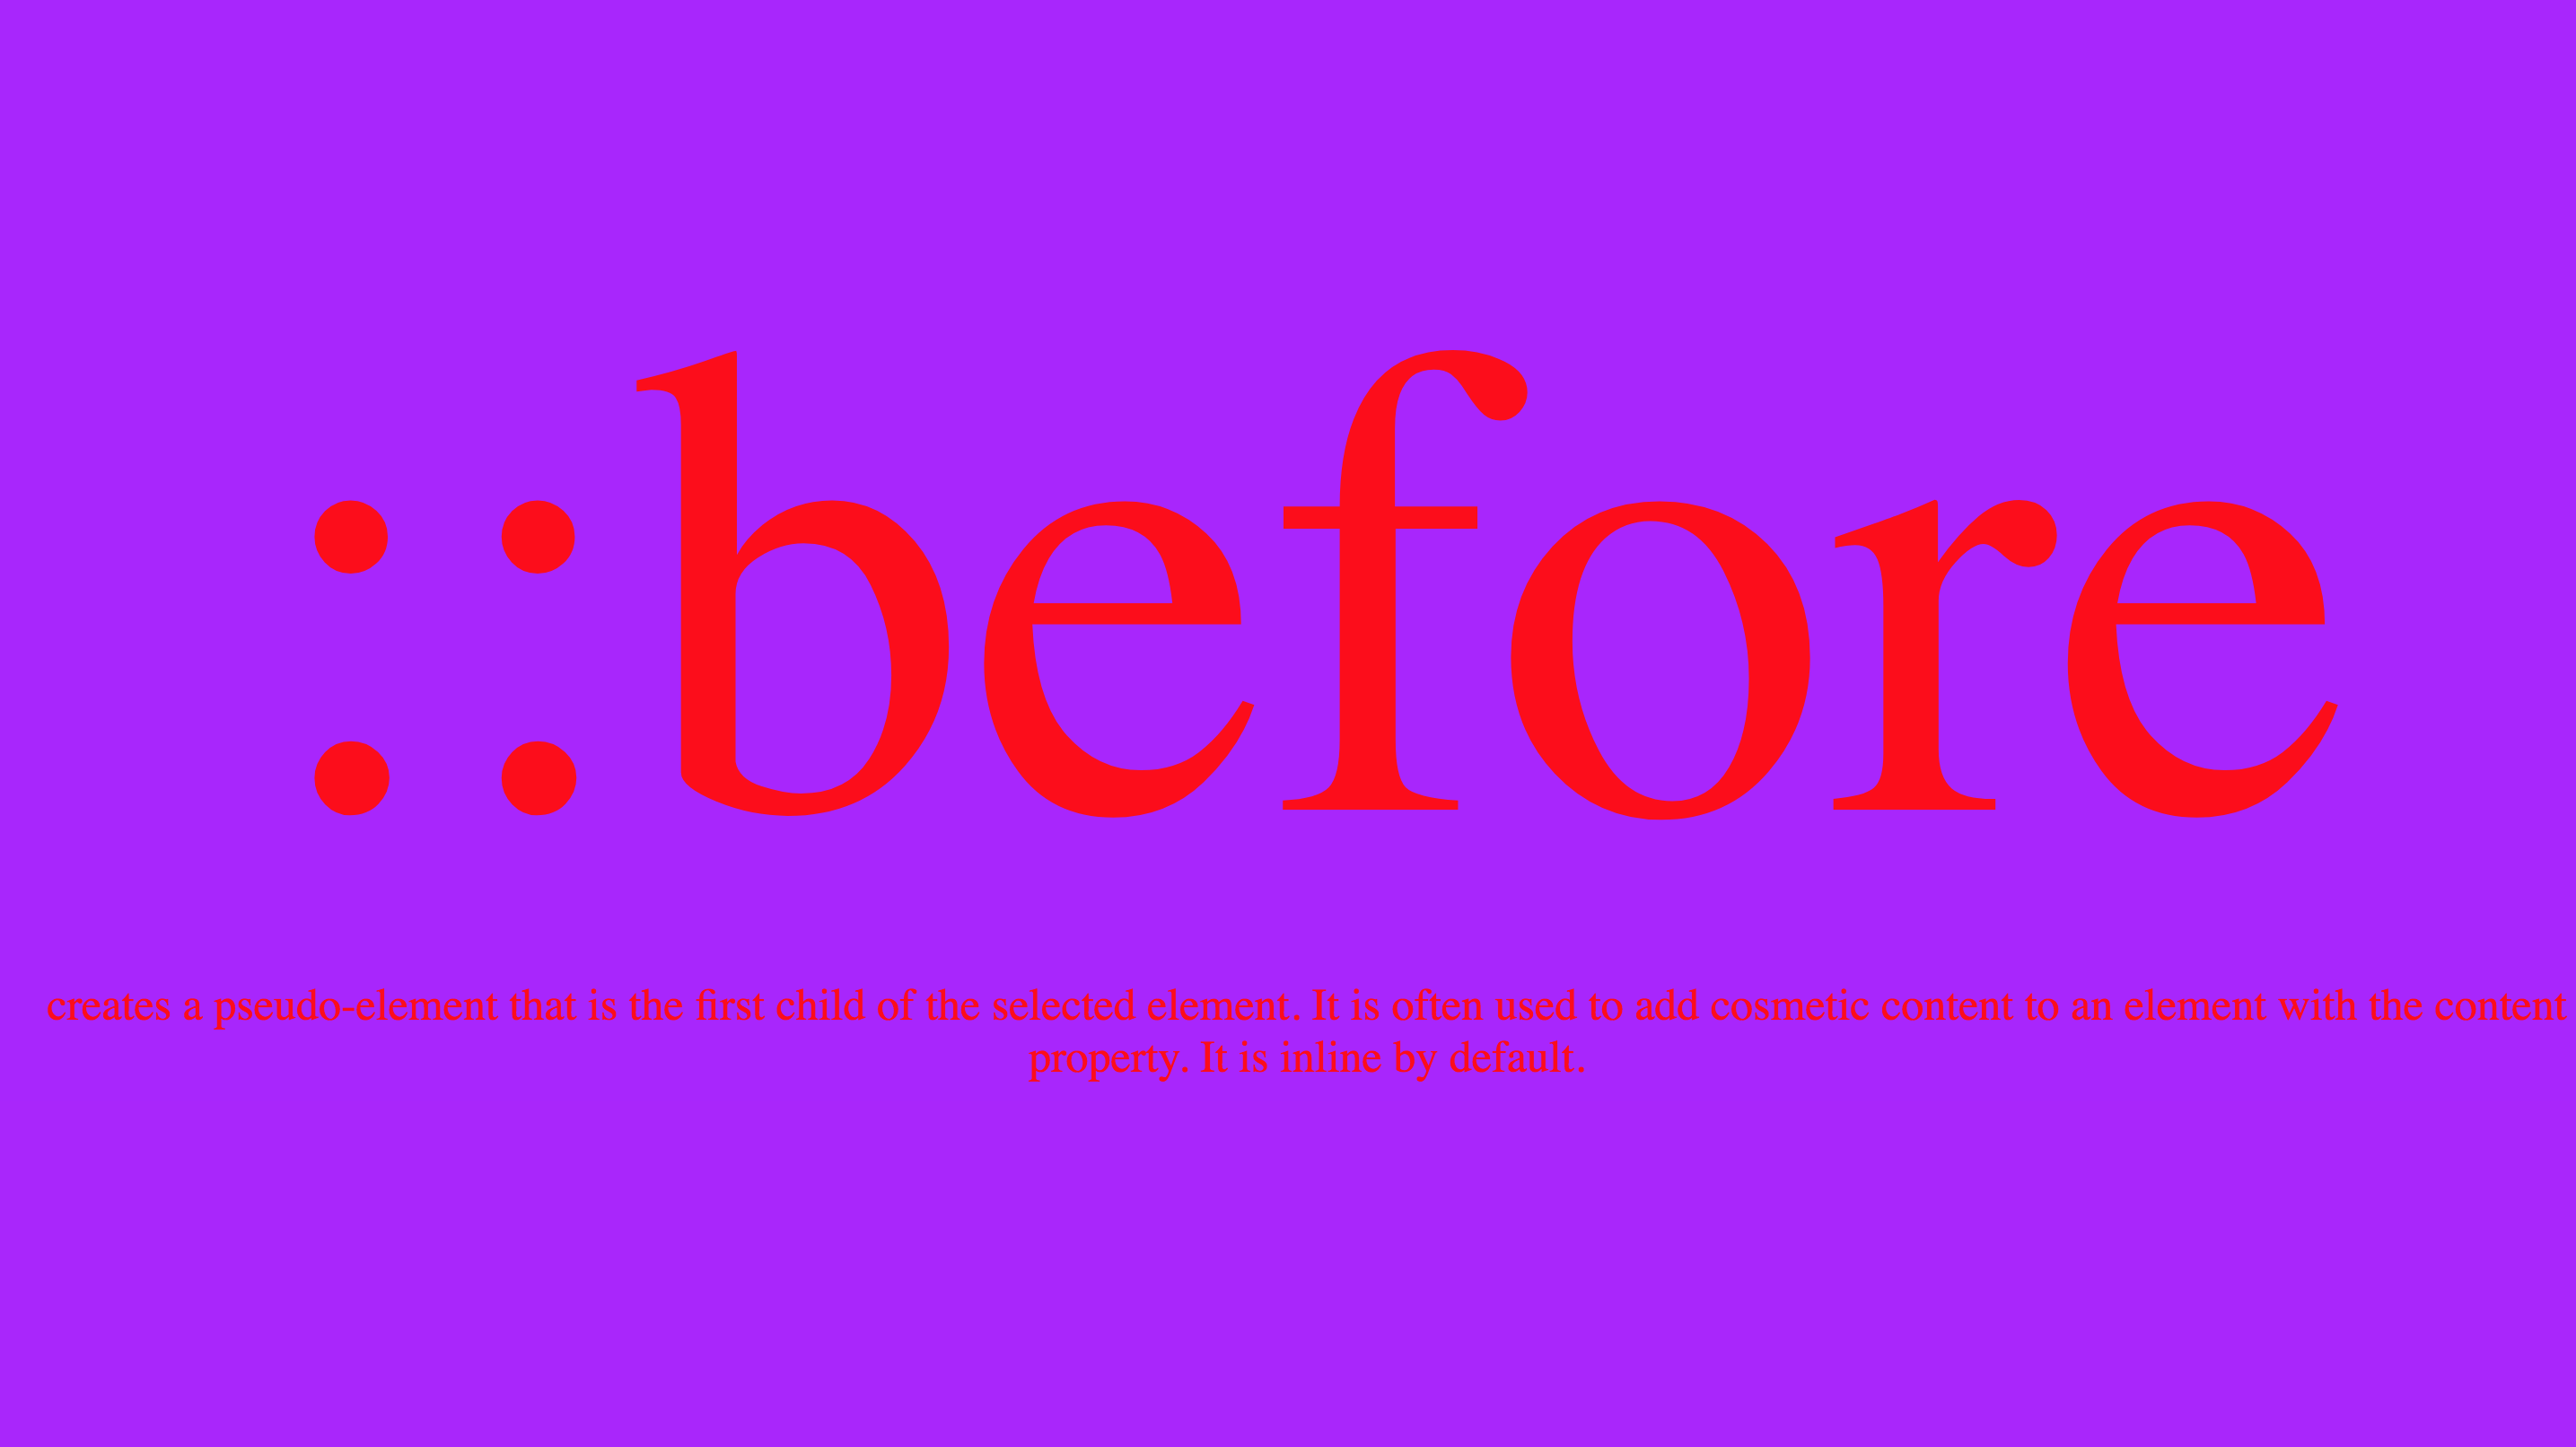 ::before
creates a pseudo-element that is the first child of the selected element. It is often used to add cosmetic content to an element with the content
property. It is inline by default.